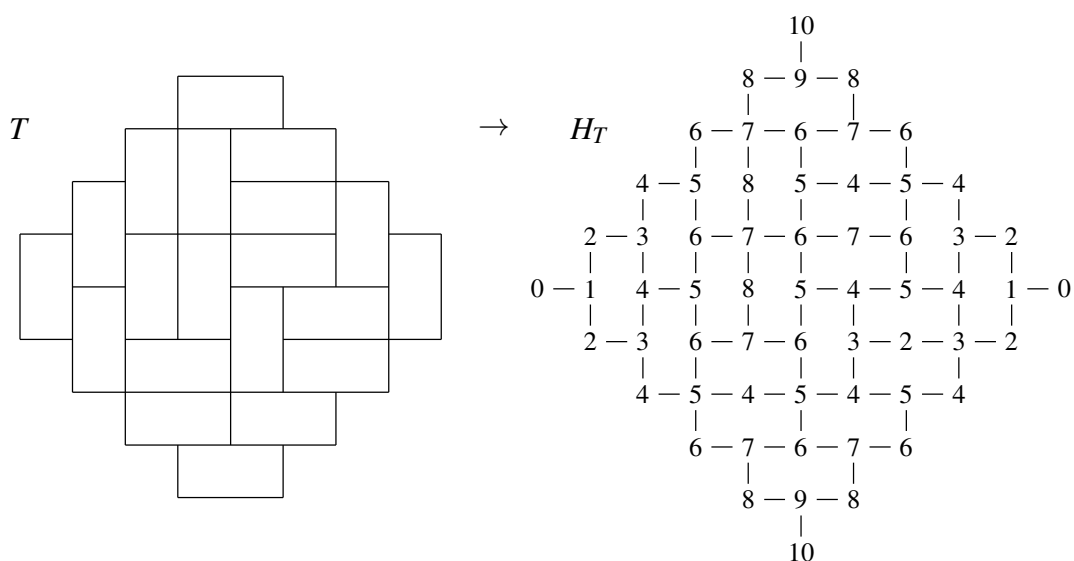 10
8 — 9 — 8
T → H_T 6 — 7 — 6 — 7 — 6
4 — 5 8 5 — 4 — 5 — 4
2 — 3 6 — 7 — 6 — 7 — 6 3 — 2
0 — 1 4 — 5 8 5 — 4 — 5 — 4 1 — 0
2 — 3 6 — 7 — 6 3 — 2 — 3 — 2
4 — 5 — 4 — 5 — 4 — 5 — 4
6 — 7 — 6 — 7 — 6
8 — 9 — 8
10